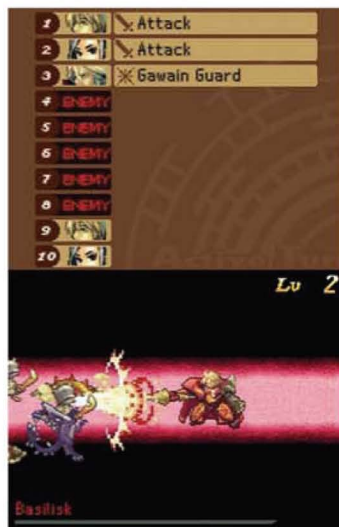 1 Attack
2 Attack
3 Gawain Guard
4 ENEMY
5 ENEMY
6 ENEMY
7 ENEMY
8 ENEMY
9
10
Lv 2
Basilisk